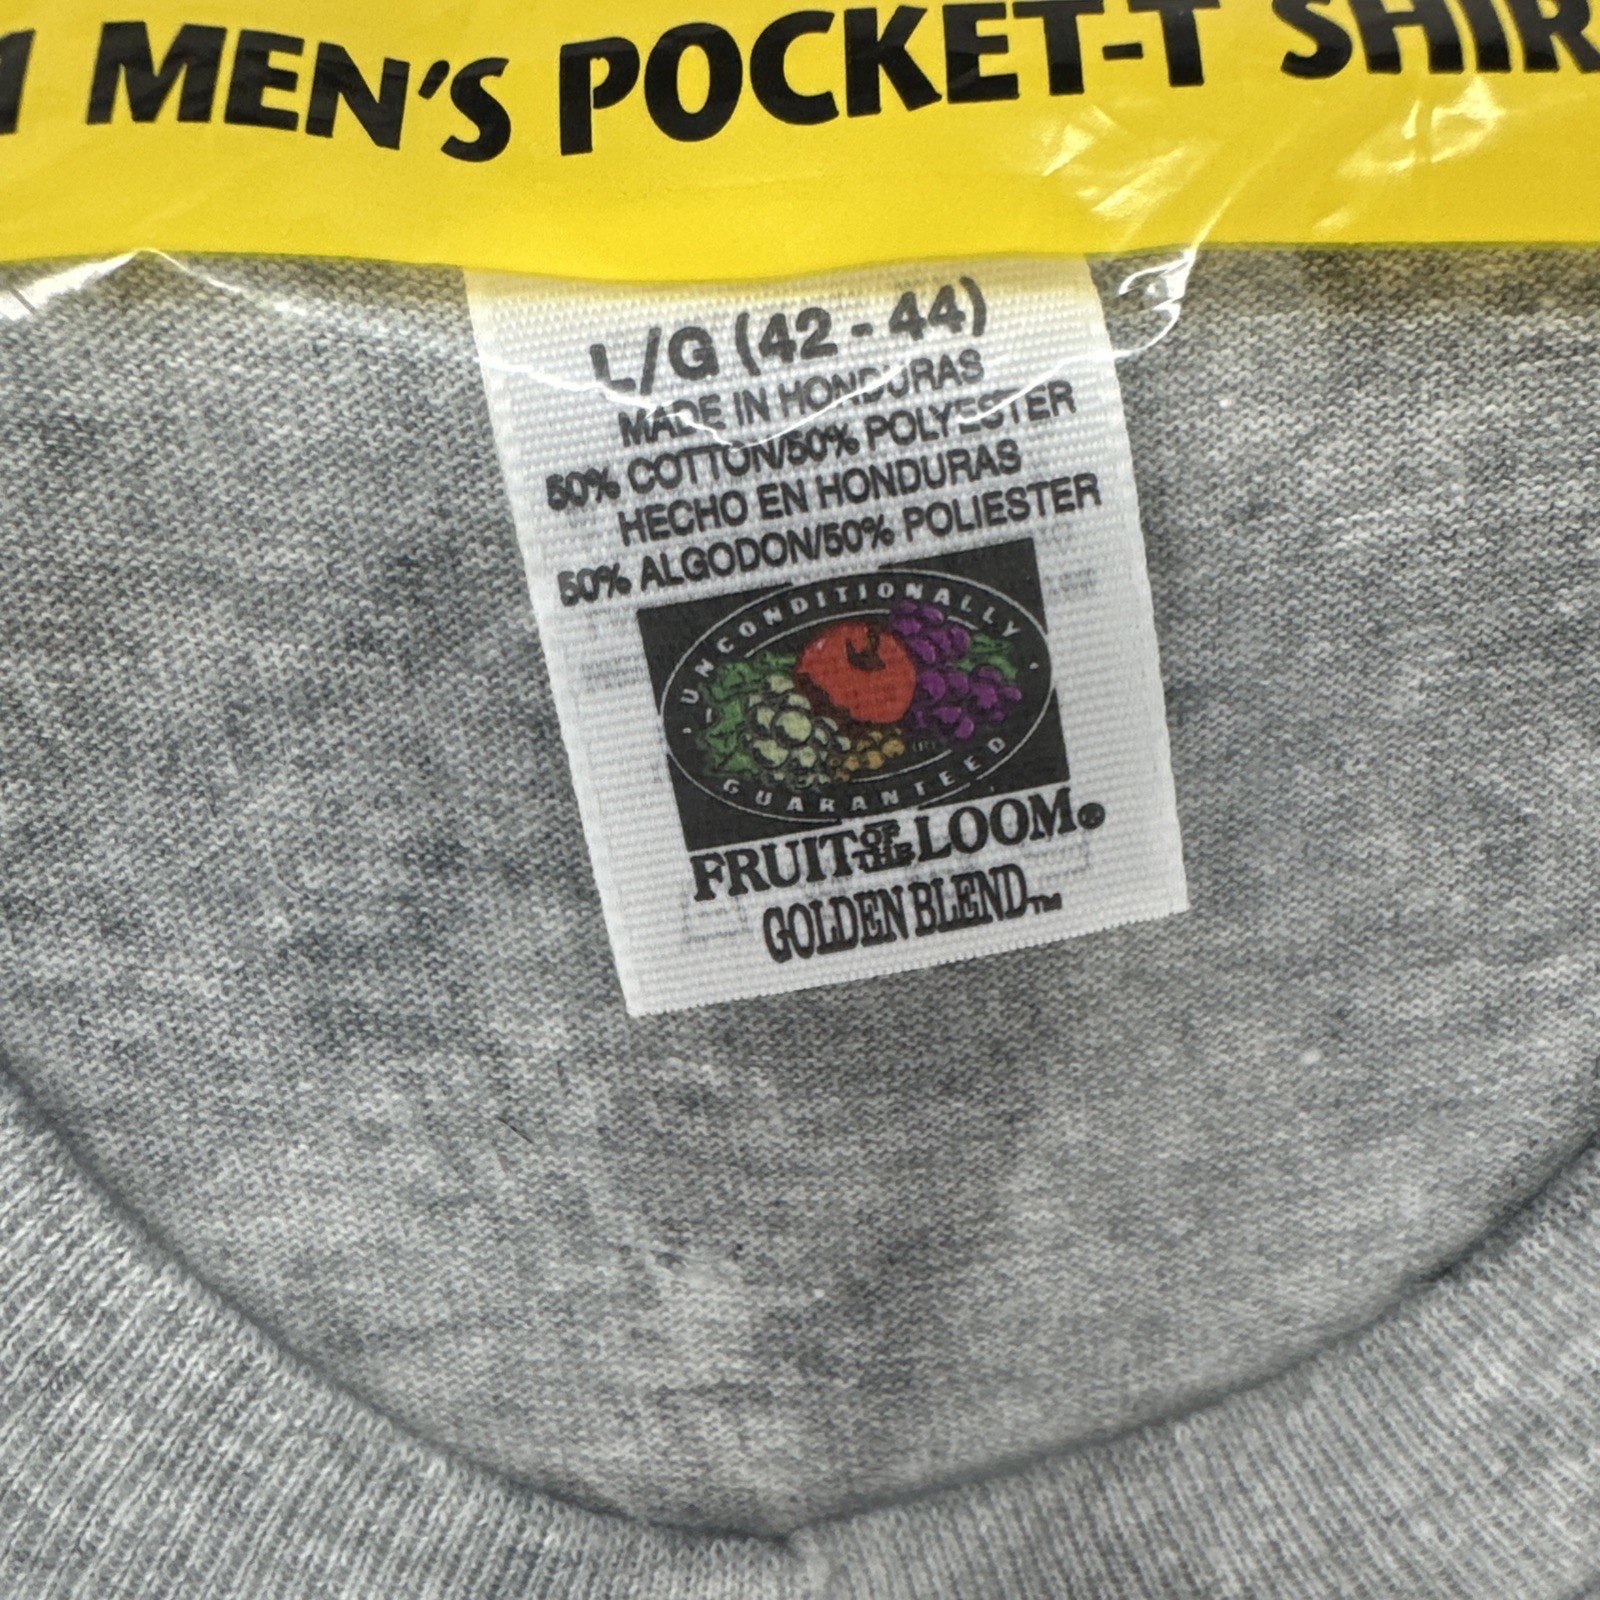 1 MEN'S POCKET-T SHIR
L/G (42 - 44)
MADE IN HONDURAS
50% COTTON/50% POLYESTER
HECHO EN HONDURAS
50% ALGODON/50% POLIESTER
UNCONDITIONALLY
GUARANTEED
(R)
FRUIT OF THE LOOM®
GOLDEN BLEND™